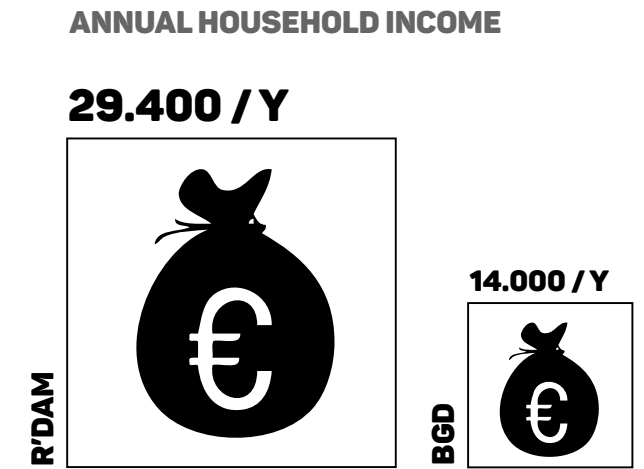 ANNUAL HOUSEHOLD INCOME
29.400 / Y
€
R'DAM
14.000 / Y
€
BGD